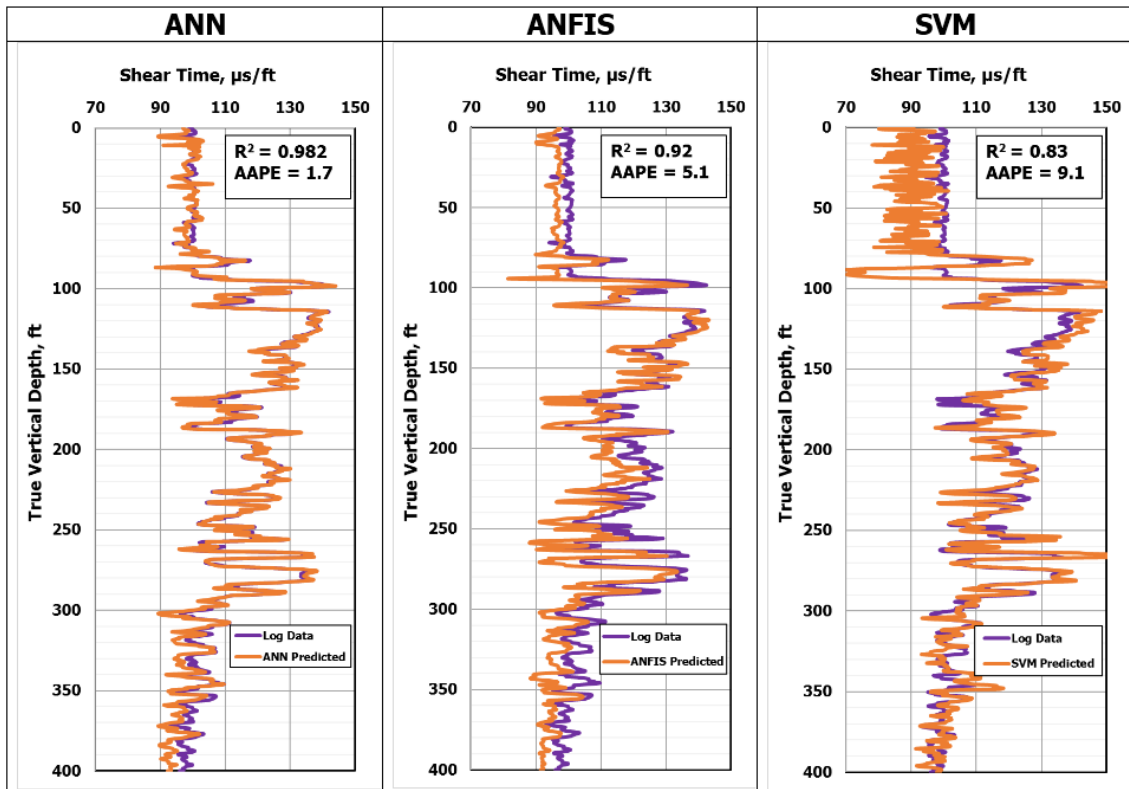 ANN
Shear Time, µs/ft
70 90 110 130 150
0
50
100
150
200
250
300
350
400
True Vertical Depth, ft
R² = 0.982
AAPE = 1.7
Log Data
ANN Predicted
ANFIS
Shear Time, µs/ft
70 90 110 130 150
0
50
100
150
200
250
300
350
400
True Vertical Depth, ft
R² = 0.92
AAPE = 5.1
Log Data
ANFIS Predicted
SVM
Shear Time, µs/ft
70 90 110 130 150
0
50
100
150
200
250
300
350
400
True Vertical Depth, ft
R² = 0.83
AAPE = 9.1
Log Data
SVM Predicted